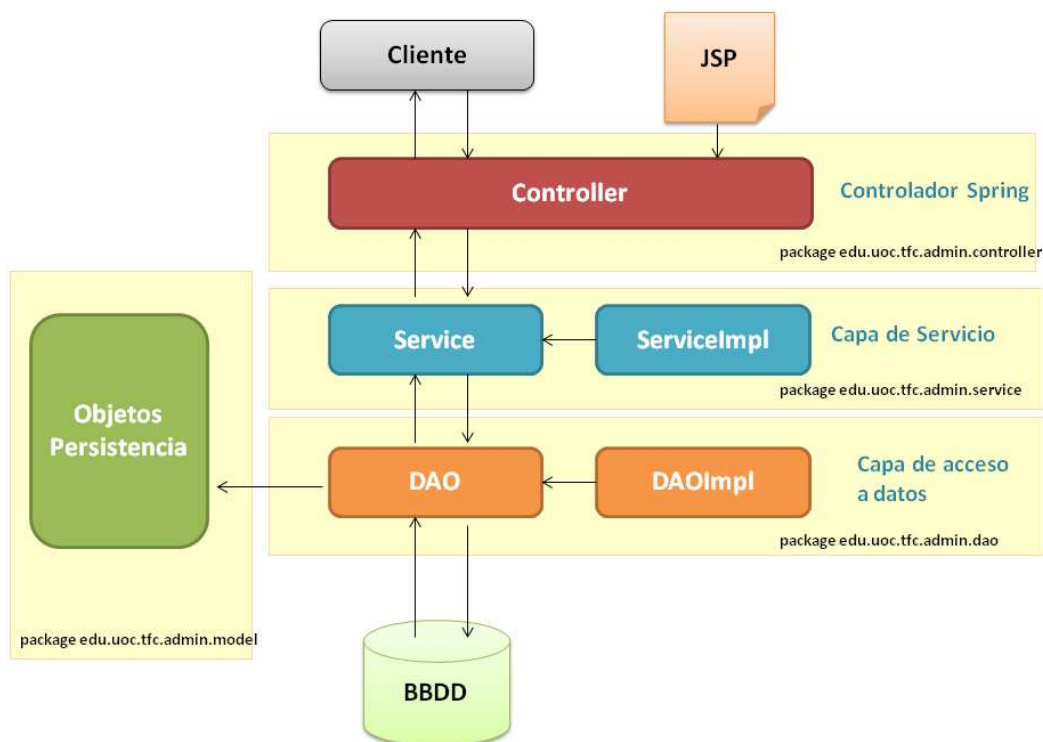 Cliente
JSP
Controller
Controlador Spring
package edu.uoc.tfc.admin.controller
Service
ServiceImpl
Capa de Servicio
package edu.uoc.tfc.admin.service
Objetos
Persistencia
DAO
DAOImpl
Capa de acceso
a datos
package edu.uoc.tfc.admin.dao
package edu.uoc.tfc.admin.model
BBDD